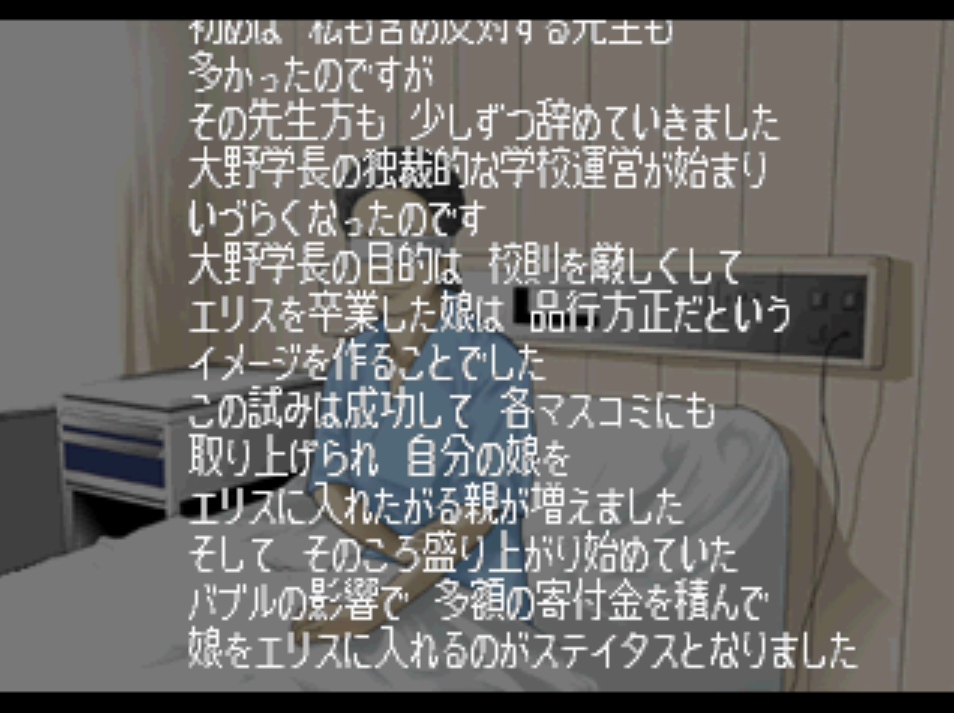 初めは 私も含め反対する先生も
多かったのですが
その先生方も 少しずつ辞めていきました
大野学長の独裁的な学校運営が始まり
いづらくなったのです
大野学長の目的は 校則を厳しくして
エリスを卒業した娘は 品行方正だという
イメージを作ることでした
この試みは成功して 各マスコミにも
取り上げられ 自分の娘を
エリスに入れたがる親が増えました
そして そのころ盛り上がり始めていた
バブルの影響で 多額の寄付金を積んで
娘をエリスに入れるのがステイタスとなりました